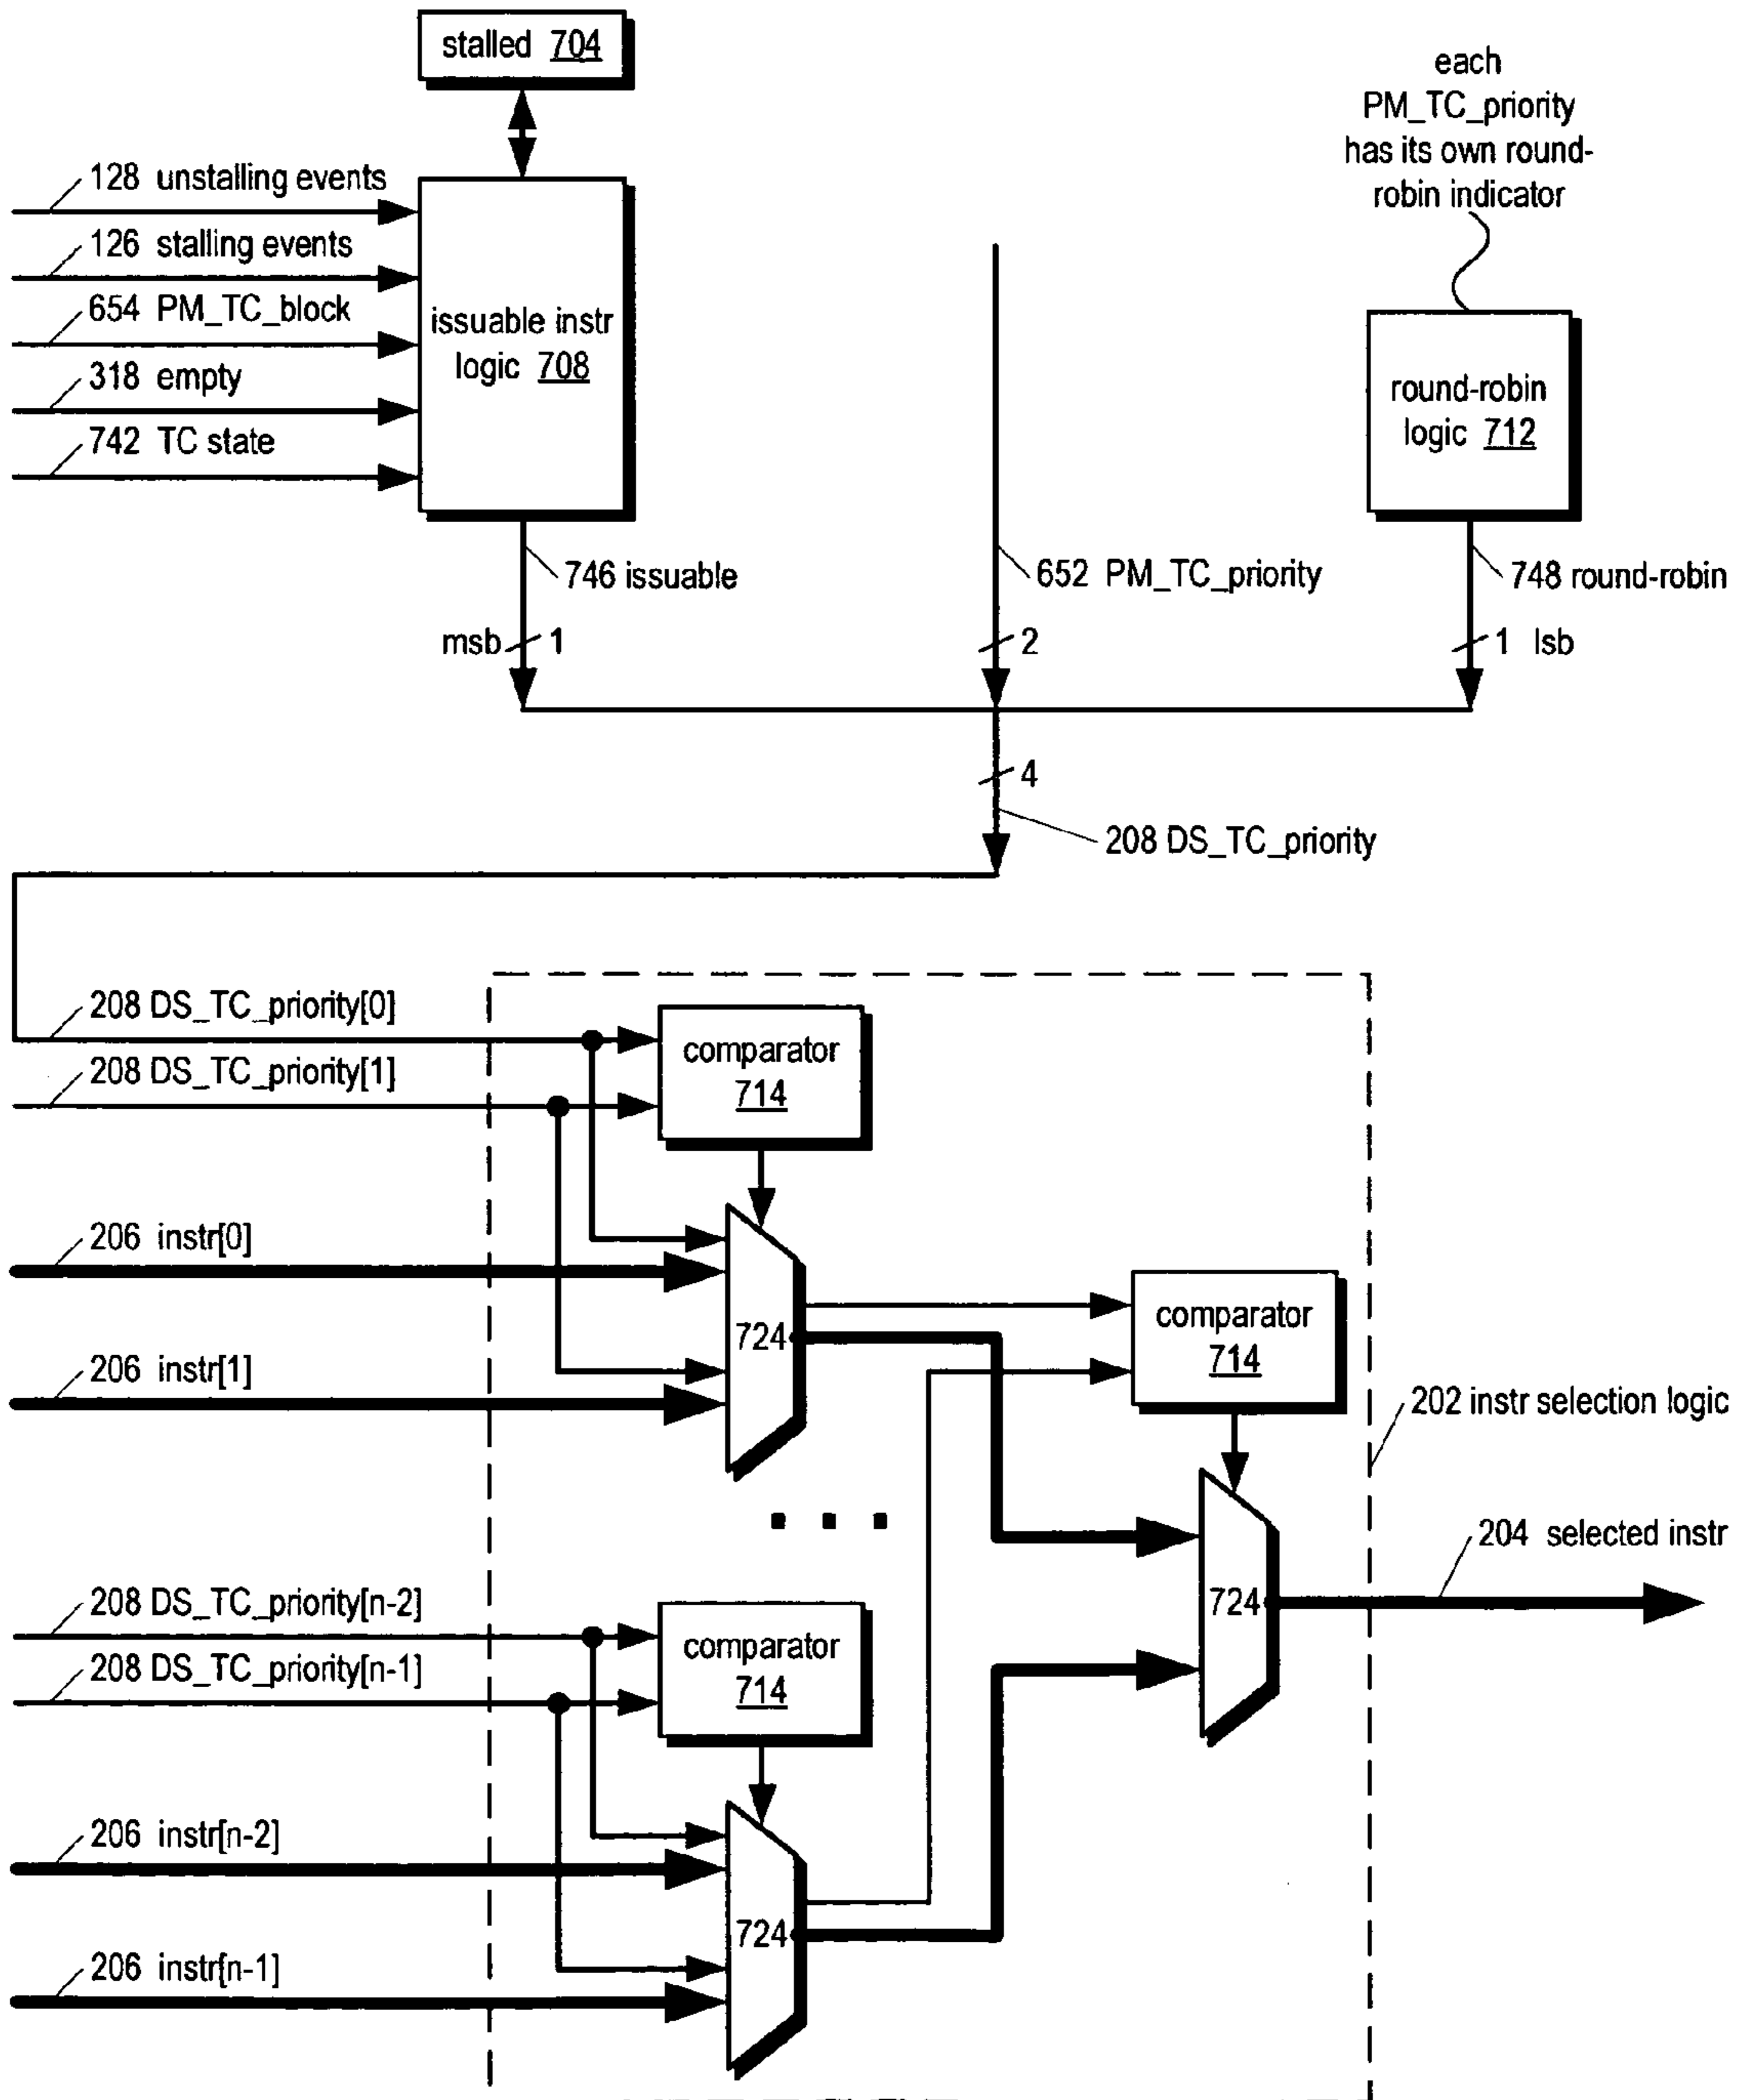 stalled 704
each
PM_TC_priority
has its own round-
robin indicator
128 unstalling events
126 stalling events
654 PM_TC_block
318 empty
742 TC state
issuable instr
logic 708
round-robin
logic 712
746 issuable
652 PM_TC_priority
748 round-robin
msb 1
2
1 lsb
4
208 DS_TC_priority
208 DS_TC_priority[0]
208 DS_TC_priority[1]
comparator
714
206 instr[0]
206 instr[1]
724
comparator
714
202 instr selection logic
204 selected instr
724
208 DS_TC_priority[n-2]
208 DS_TC_priority[n-1]
comparator
714
206 instr[n-2]
206 instr[n-1]
724